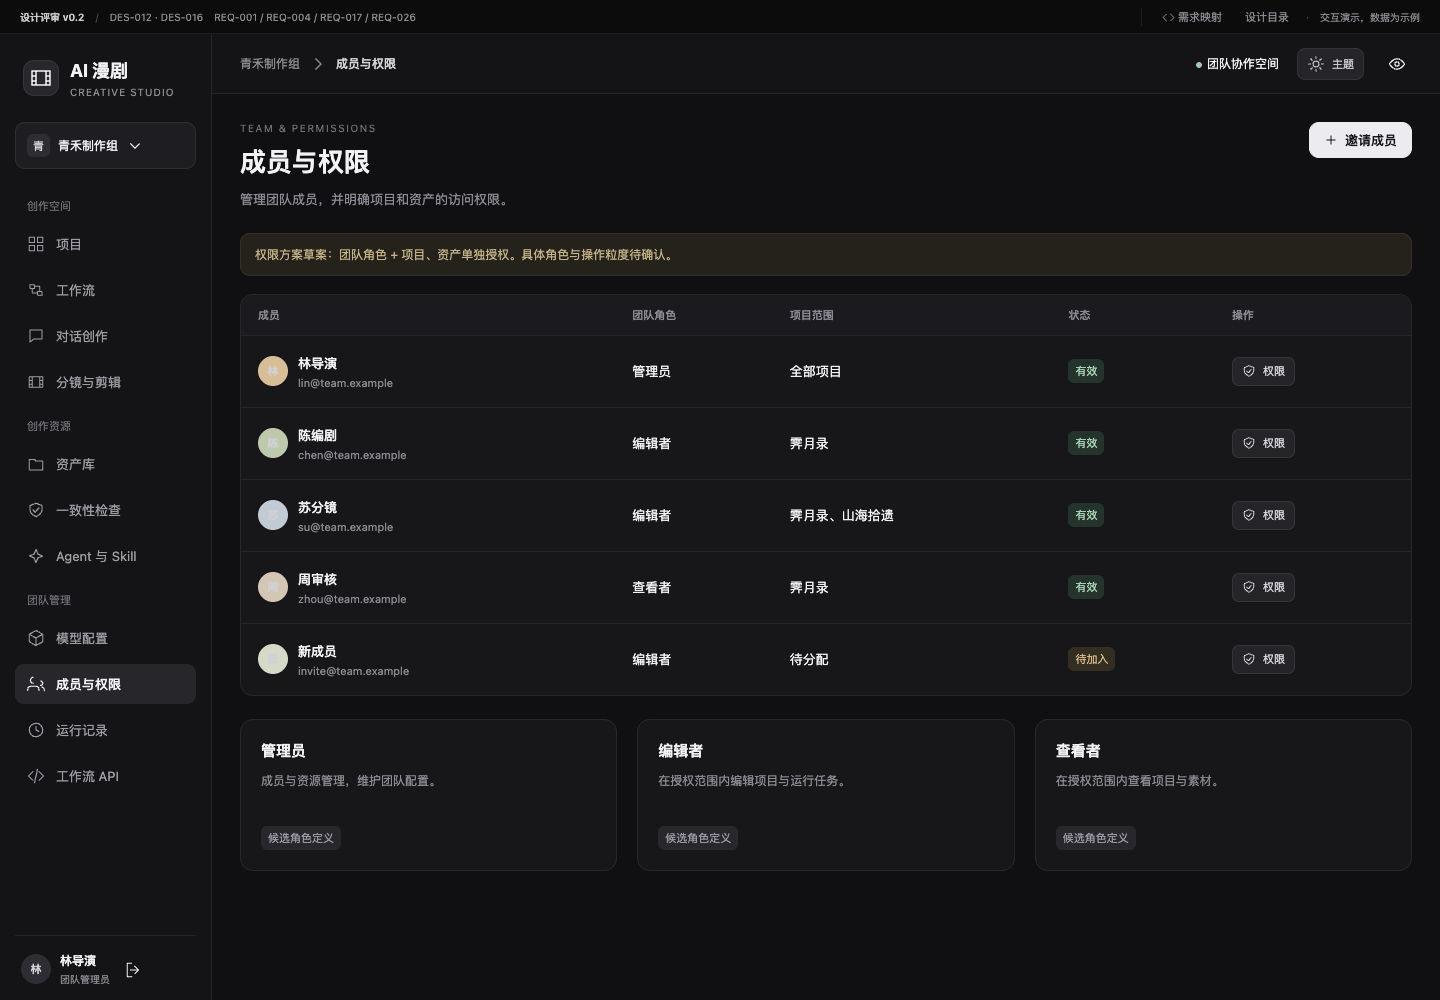 设计评审 v0.2 / DES-012 · DES-016 REQ-001 / REQ-004 / REQ-017 / REQ-026
需求映射 设计目录 · 交互演示，数据为示例
AI 漫剧
CREATIVE STUDIO
青 青禾制作组
创作空间
项目
工作流
对话创作
分镜与剪辑
创作资源
资产库
一致性检查
Agent 与 Skill
团队管理
模型配置
成员与权限
运行记录
工作流 API
林 林导演
团队管理员
青禾制作组 > 成员与权限
团队协作空间 主题
TEAM & PERMISSIONS
成员与权限
管理团队成员，并明确项目和资产的访问权限。
+ 邀请成员
权限方案草案：团队角色 + 项目、资产单独授权。具体角色与操作粒度待确认。
成员 团队角色 项目范围 状态 操作
林 林导演 管理员 全部项目 有效 权限
lin@team.example
陈 陈编剧 编辑者 霁月录 有效 权限
chen@team.example
苏分镜 编辑者 霁月录、山海拾遗 有效 权限
su@team.example
周审核 查看者 霁月录 有效 权限
zhou@team.example
新成员 编辑者 待分配 待加入 权限
invite@team.example
管理员
成员与资源管理，维护团队配置。
候选角色定义
编辑者
在授权范围内编辑项目与运行任务。
候选角色定义
查看者
在授权范围内查看项目与素材。
候选角色定义